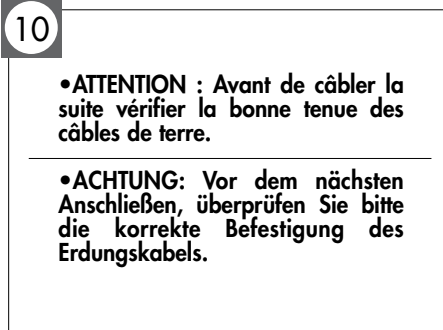 10
•ATTENTION : Avant de câbler la
suite vérifier la bonne tenue des
câbles de terre.
•ACHTUNG: Vor dem nächsten
Anschließen, überprüfen Sie bitte
die korrekte Befestigung des
Erdungskabels.